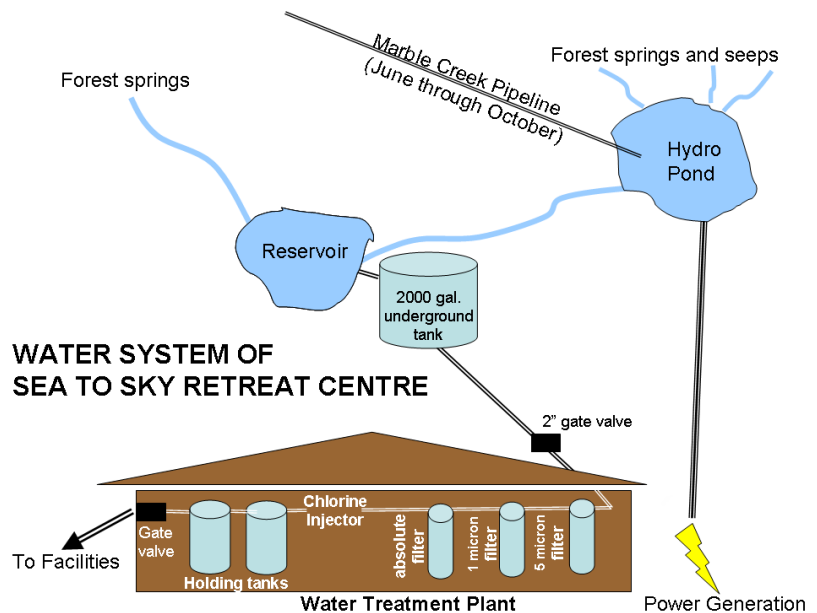 Marble Creek Pipeline
(June through October)
Forest springs and seeps
Forest springs
Hydro
Pond
Reservoir
2000 gal.
underground
tank
WATER SYSTEM OF
SEA TO SKY RETREAT CENTRE
2” gate valve
Chlorine
Injector
Gate
valve
Holding tanks
absolute
filter
1 micron
filter
5 micron
filter
To Facilities
Water Treatment Plant
Power Generation